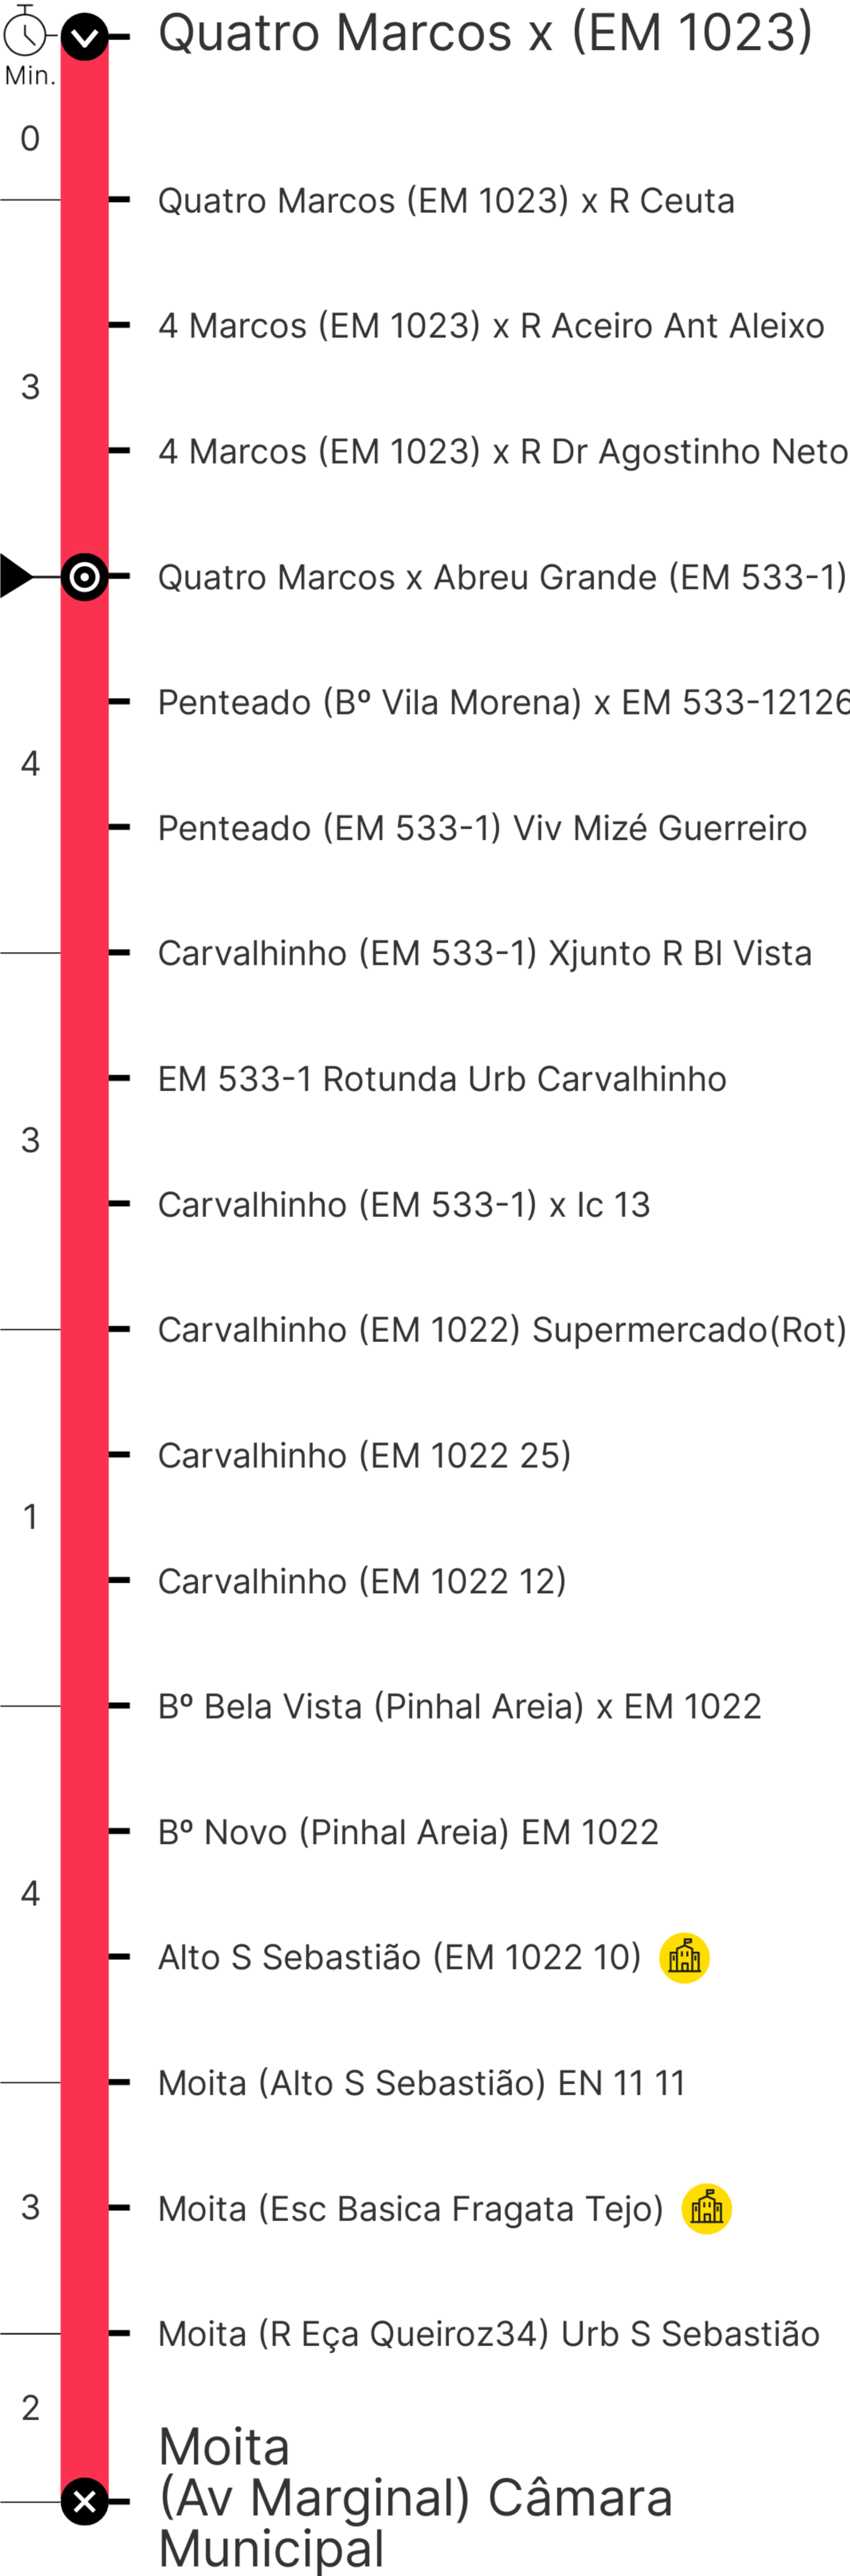 Quatro Marcos x (EM 1023)
Min.
0
Quatro Marcos (EM 1023) x R Ceuta
4 Marcos (EM 1023) x R Aceiro Ant Aleixo
3
4 Marcos (EM 1023) x R Dr Agostinho Neto
Quatro Marcos x Abreu Grande (EM 533-1)
Penteado (Bº Vila Morena) x EM 533-12126
4
Penteado (EM 533-1) Viv Mizé Guerreiro
Carvalhinho (EM 533-1) Xjunto R Bl Vista
EM 533-1 Rotunda Urb Carvalhinho
3
Carvalhinho (EM 533-1) x Ic 13
Carvalhinho (EM 1022) Supermercado(Rot)
Carvalhinho (EM 1022 25)
1
Carvalhinho (EM 1022 12)
Bº Bela Vista (Pinhal Areia) x EM 1022
Bº Novo (Pinhal Areia) EM 1022
4
Alto S Sebastião (EM 1022 10)
Moita (Alto S Sebastião) EN 11 11
3
Moita (Esc Basica Fragata Tejo)
Moita (R Eça Queiroz34) Urb S Sebastião
2
Moita
(Av Marginal) Câmara
Municipal